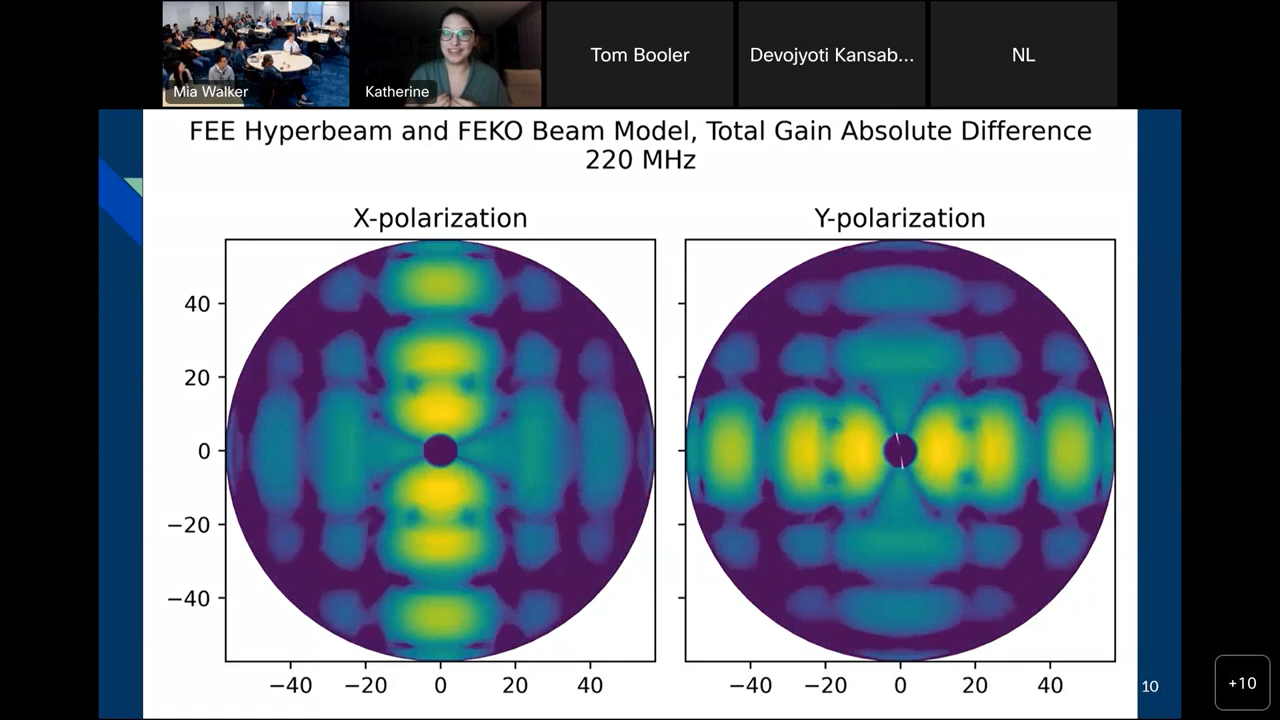 Mia Walker
Katherine
Tom Booler
Devojyoti Kansab...
NL
FEE Hyperbeam and FEKO Beam Model, Total Gain Absolute Difference
220 MHz
X-polarization
Y-polarization
40
20
0
−20
−40
−40 −20 0 20 40
−40 −20 0 20 40
10
+10